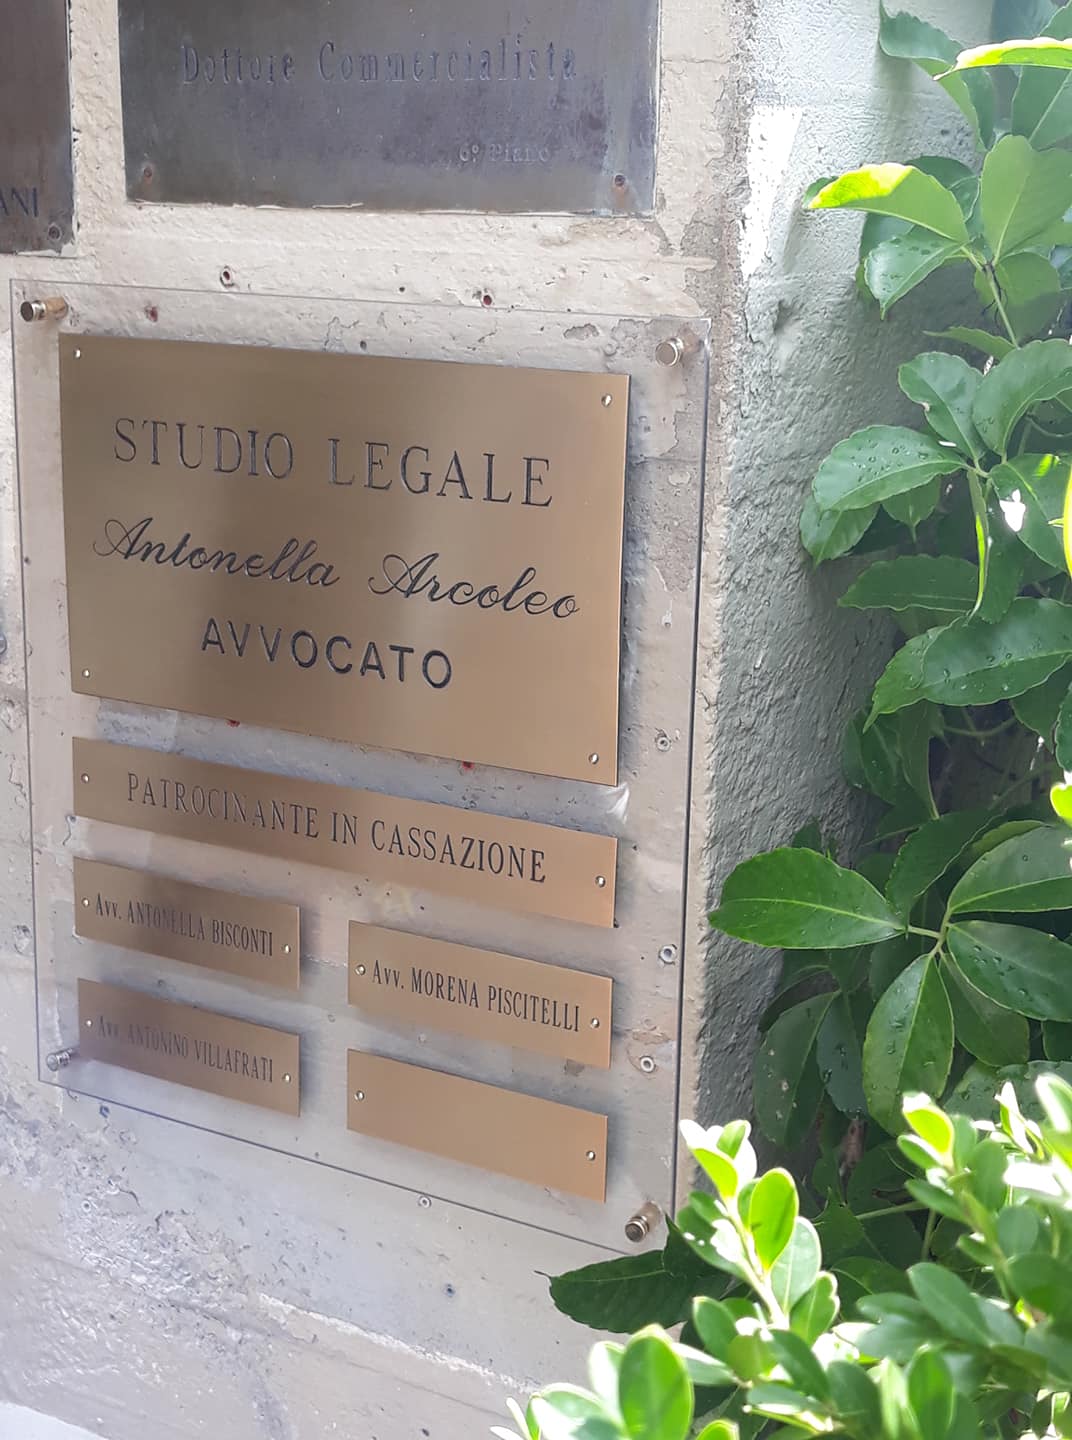 Dottore Commercialista
6° Piano
ANI
STUDIO LEGALE
Antonella Arcoleo
AVVOCATO
PATROCINANTE IN CASSAZIONE
Avv. ANTONELLA BISCONTI
Avv. MORENA PISCITELLI
Avv. ANTONINO VILLAFRATI